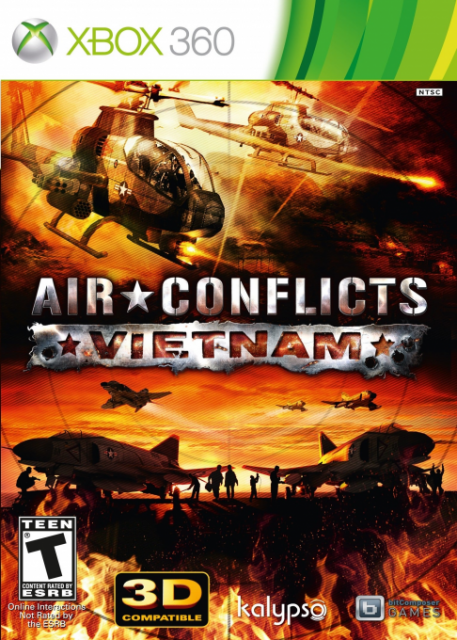 XBOX 360
NTSC
AIR★CONFLICTS
★VIETNAM★
TEEN
T
CONTENT RATED BY
ESRB
Online Interactions
Not Rated by
the ESRB
3D
COMPATIBLE
kalypso
b
bitComposer
GAMES